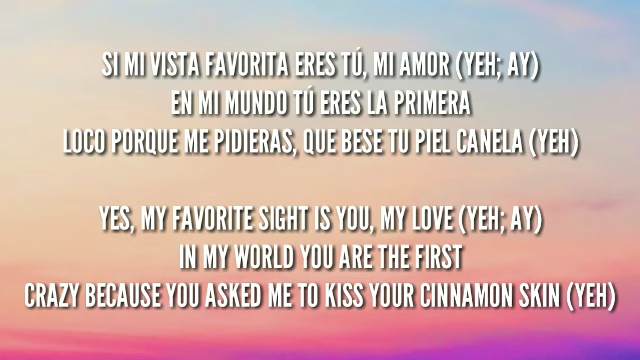 SI MI VISTA FAVORITA ERES TÚ, MI AMOR (YEH; AY)
EN MI MUNDO TÚ ERES LA PRIMERA
LOCO PORQUE ME PIDIERAS, QUE BESE TU PIEL CANELA (YEH)
YES, MY FAVORITE SIGHT IS YOU, MY LOVE (YEH; AY)
IN MY WORLD YOU ARE THE FIRST
CRAZY BECAUSE YOU ASKED ME TO KISS YOUR CINNAMON SKIN (YEH)